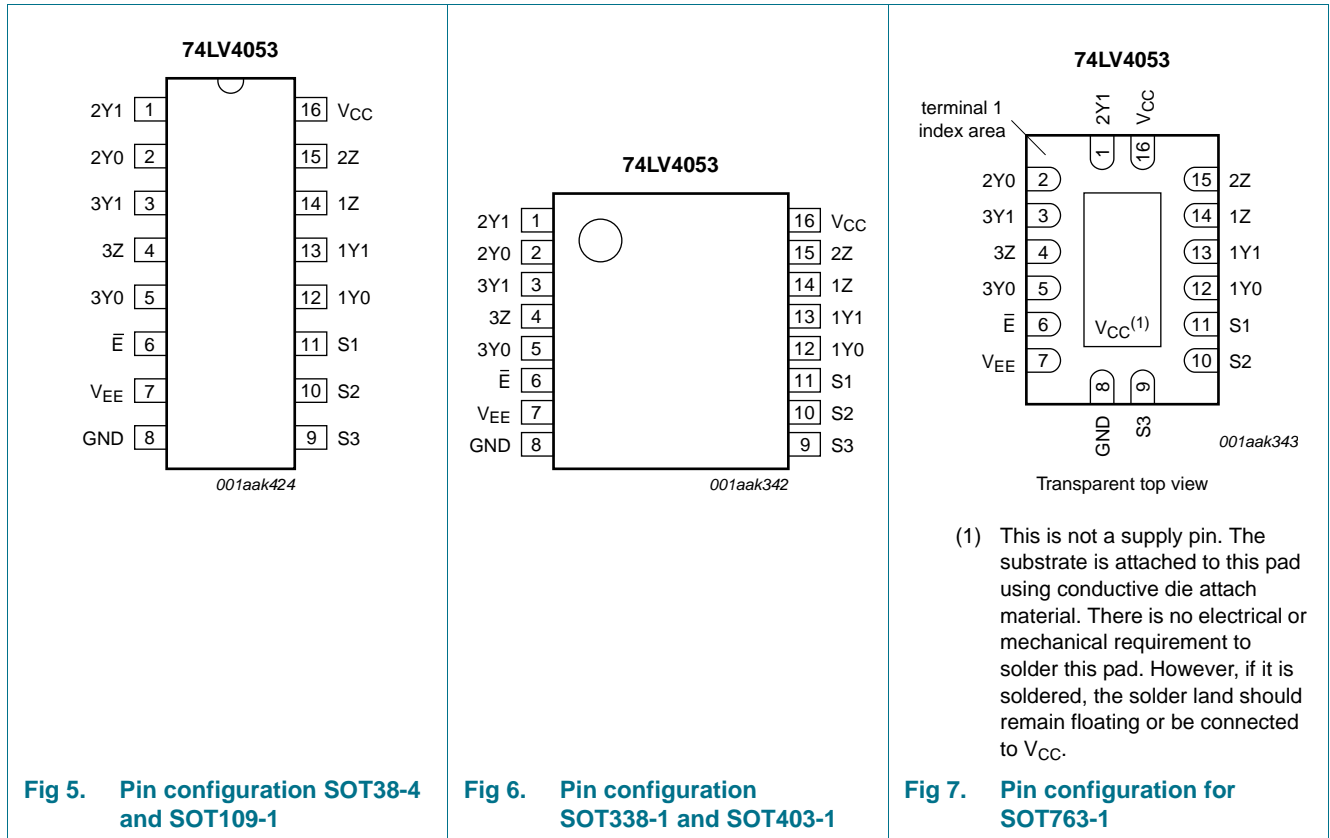 74LV4053
2Y1 1 16 VCC
2Y0 2 15 2Z
3Y1 3 14 1Z
3Z 4 13 1Y1
3Y0 5 12 1Y0
E̅ 6 11 S1
VEE 7 10 S2
GND 8 9 S3
001aak424
Fig 5. Pin configuration SOT38-4
and SOT109-1
74LV4053
2Y1 1 16 VCC
2Y0 2 15 2Z
3Y1 3 14 1Z
3Z 4 13 1Y1
3Y0 5 12 1Y0
E̅ 6 11 S1
VEE 7 10 S2
GND 8 9 S3
001aak342
Fig 6. Pin configuration
SOT338-1 and SOT403-1
74LV4053
terminal 1
index area
2Y1 VCC
1 16
2Y0 2 15 2Z
3Y1 3 14 1Z
3Z 4 13 1Y1
3Y0 5 12 1Y0
E̅ 6 VCC(1) 11 S1
VEE 7 10 S2
8 9
GND S3
001aak343
Transparent top view
(1) This is not a supply pin. The
substrate is attached to this pad
using conductive die attach
material. There is no electrical or
mechanical requirement to
solder this pad. However, if it is
soldered, the solder land should
remain floating or be connected
to VCC.
Fig 7. Pin configuration for
SOT763-1